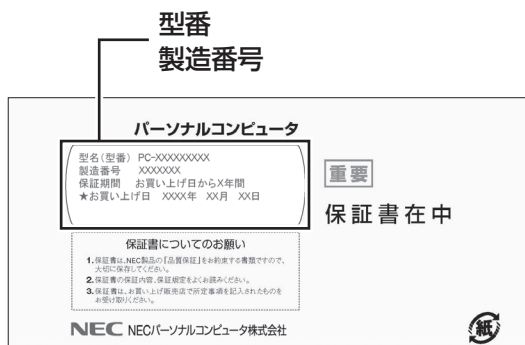 型番
製造番号
パーソナルコンピュータ
型名(型番) PC-XXXXXXXXX
製造番号 XXXXXXX
保証期間 お買い上げ日からX年間
★お買い上げ日 XXXX年 XX月 XX日
重要
保証書在中
保証書についてのお願い
1.保証書は、NEC製品の『品質保証』をお約束する書類ですので、
大切に保存してください。
2.保証書の保証内容、保証規定をよくお読みください。
3.保証書は、お買い上げ販売店で所定事項を記入されたものを
お受け取りください。
NEC NECパーソナルコンピュータ株式会社
紙